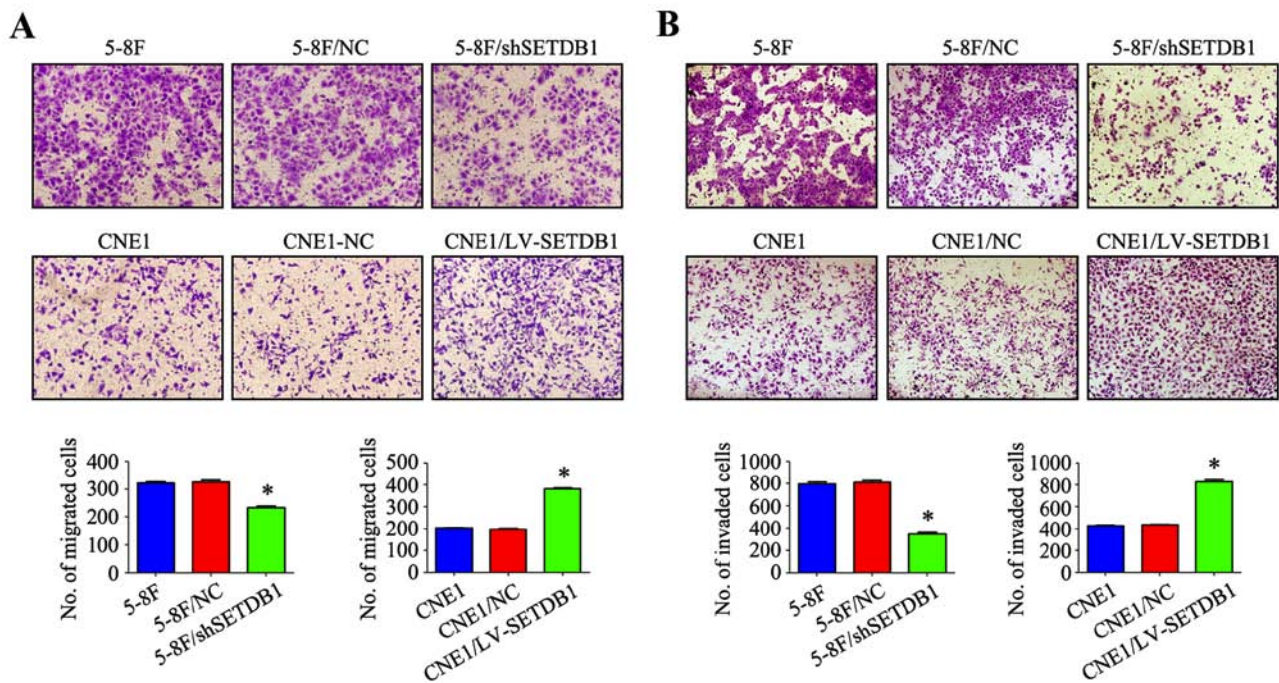 A
5-8F
5-8F/NC
5-8F/shSETDB1
CNE1
CNE1-NC
CNE1/LV-SETDB1
No. of migrated cells
400
300
200
100
0
*
5-8F
5-8F/NC
5-8F/shSETDB1
No. of migrated cells
500
400
300
200
100
0
*
CNE1
CNE1/NC
CNE1/LV-SETDB1
B
5-8F
5-8F/NC
5-8F/shSETDB1
CNE1
CNE1/NC
CNE1/LV-SETDB1
No. of invaded cells
1000
800
600
400
200
0
*
5-8F
5-8F/NC
5-8F/shSETDB1
No. of invaded cells
1000
800
600
400
200
0
*
CNE1
CNE1/NC
CNE1/LV-SETDB1